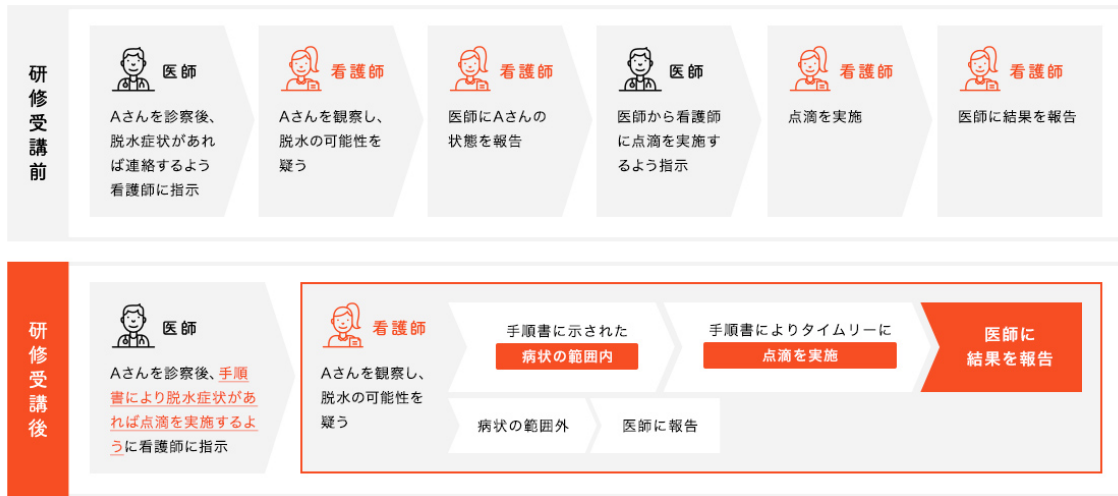 研修受講前
医師
Aさんを診察後、
脱水症状があれ
ば連絡するよう
看護師に指示
看護師
Aさんを観察し、
脱水の可能性を
疑う
看護師
医師にAさんの
状態を報告
医師
医師から看護師
に点滴を実施す
るよう指示
看護師
点滴を実施
看護師
医師に結果を報告
研修受講後
医師
Aさんを診察後、手順
書により脱水症状があ
れば点滴を実施するよ
うに看護師に指示
看護師
Aさんを観察し、
脱水の可能性を
疑う
手順書に示された
病状の範囲内
手順書によりタイムリーに
点滴を実施
医師に
結果を報告
病状の範囲外
医師に報告